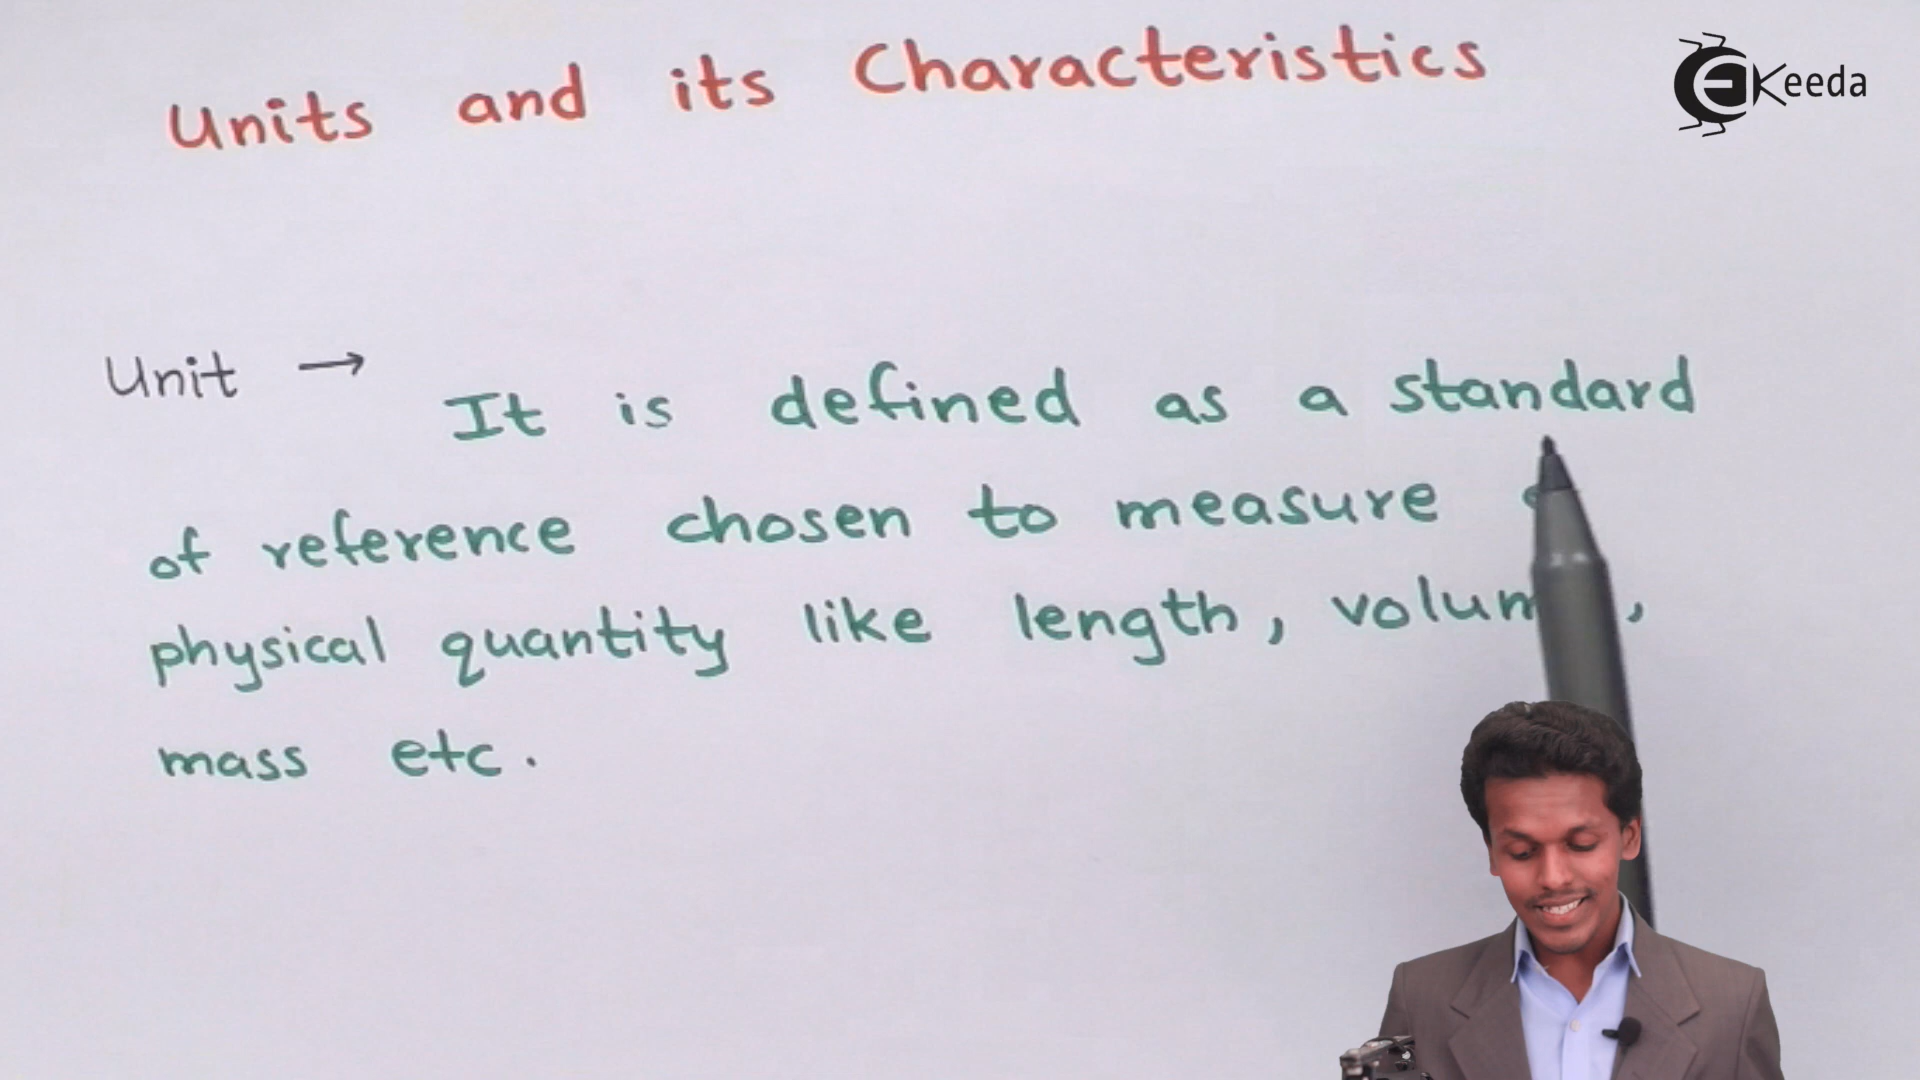 Units and its Characteristics
EKeeda
Unit → It is defined as a standard
of reference chosen to measure
physical quantity like length,
mass etc.